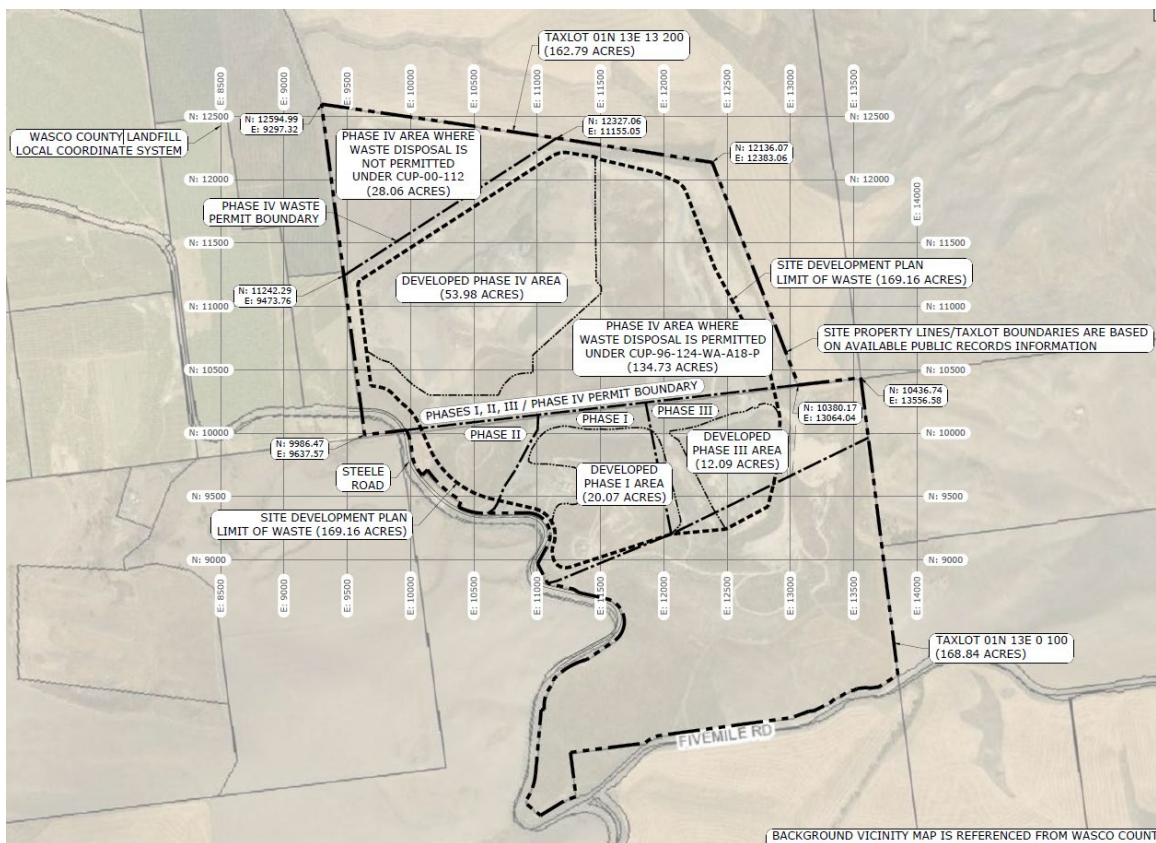 TAXLOT 01N 13E 13 200
(162.79 ACRES)
E: 8500
E: 9000
E: 9500
E: 10000
E: 10500
E: 11000
E: 11500
E: 12000
E: 12500
E: 13000
E: 13500
N: 12500
N: 12594.99
E: 9297.32
N: 12327.06
E: 11155.05
N: 12500
WASCO COUNTY LANDFILL
LOCAL COORDINATE SYSTEM
PHASE IV AREA WHERE
WASTE DISPOSAL IS
NOT PERMITTED
UNDER CUP-00-112
(28.06 ACRES)
N: 12136.07
E: 12383.06
N: 12000
N: 12000
E: 14000
PHASE IV WASTE
PERMIT BOUNDARY
N: 11500
N: 11500
N: 11242.29
E: 9473.76
DEVELOPED PHASE IV AREA
(53.98 ACRES)
SITE DEVELOPMENT PLAN
LIMIT OF WASTE (169.16 ACRES)
N: 11000
N: 11000
PHASE IV AREA WHERE
WASTE DISPOSAL IS PERMITTED
UNDER CUP-96-124-WA-A18-P
(134.73 ACRES)
SITE PROPERTY LINES/TAXLOT BOUNDARIES ARE BASED
ON AVAILABLE PUBLIC RECORDS INFORMATION
N: 10500
N: 10500
PHASES I, II, III / PHASE IV PERMIT BOUNDARY
N: 10436.74
E: 13556.58
N: 10380.17
E: 13064.04
N: 10000
N: 10000
N: 9986.47
E: 9637.57
PHASE II
PHASE I
PHASE III
DEVELOPED
PHASE III AREA
(12.09 ACRES)
STEELE
ROAD
DEVELOPED
PHASE I AREA
(20.07 ACRES)
N: 9500
N: 9500
SITE DEVELOPMENT PLAN
LIMIT OF WASTE (169.16 ACRES)
N: 9000
N: 9000
E: 8500
E: 9000
E: 9500
E: 10000
E: 10500
E: 11000
E: 11500
E: 12000
E: 12500
E: 13000
E: 13500
E: 14000
TAXLOT 01N 13E 0 100
(168.84 ACRES)
FIVEMILE RD
BACKGROUND VICINITY MAP IS REFERENCED FROM WASCO COUNT